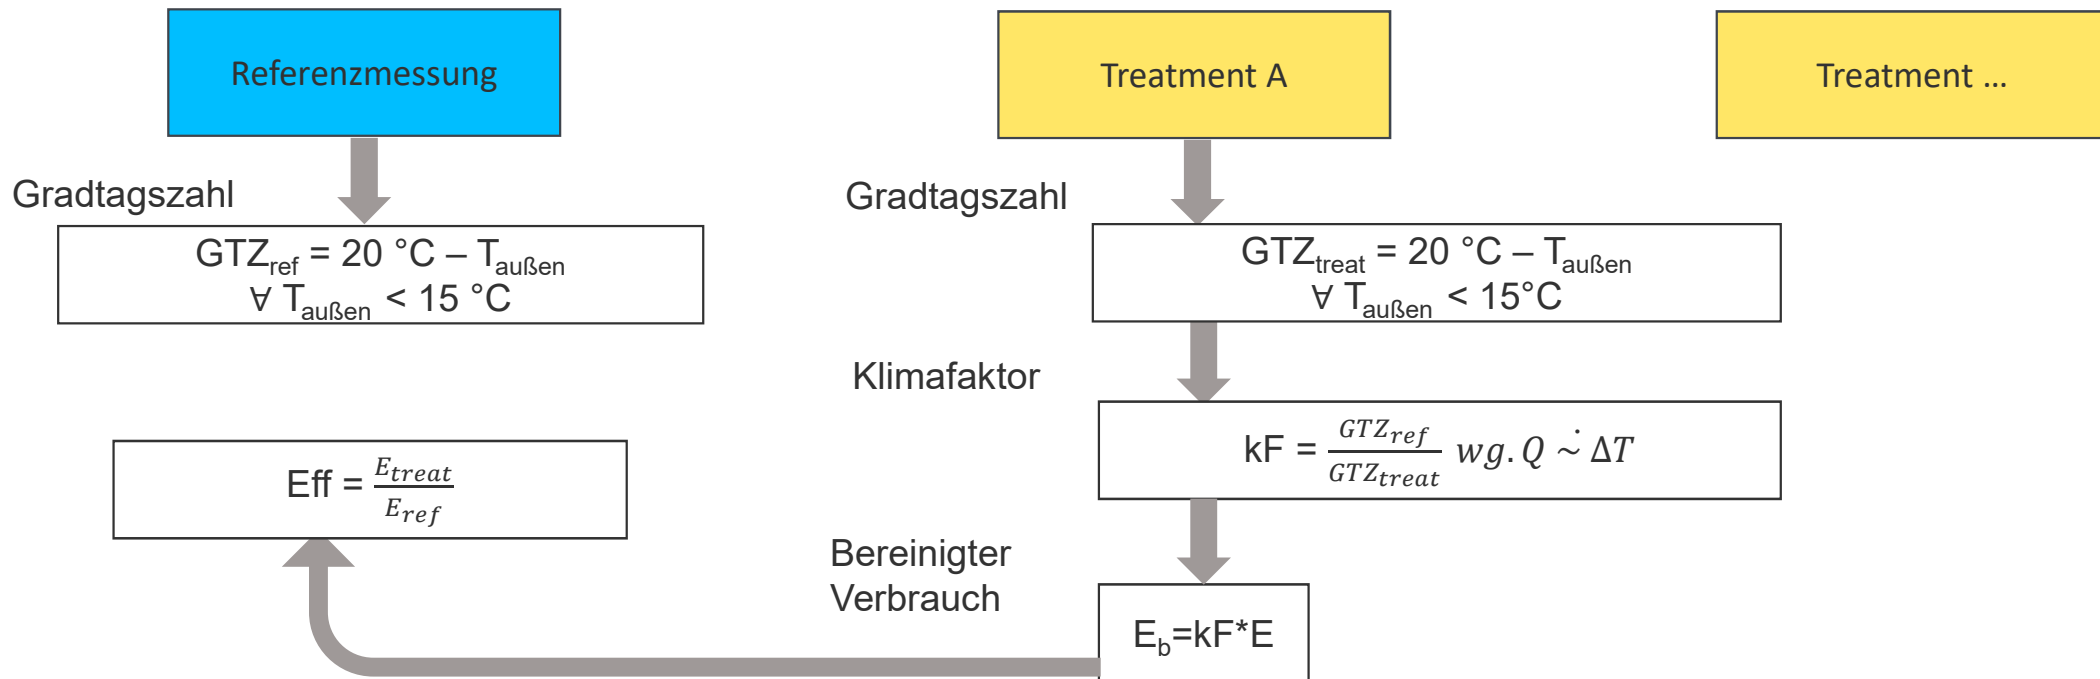 Referenzmessung
Treatment A
Treatment ...
Gradtagszahl
GTZref = 20 °C – Taußen
∀ Taußen < 15 °C
Gradtagszahl
GTZtreat = 20 °C – Taußen
∀ Taußen < 15°C
Klimafaktor
kF = GTZref / GTZtreat wg. Q ∼̇ ΔT
Eff = Etreat / Eref
Bereinigter
Verbrauch
Eb=kF*E